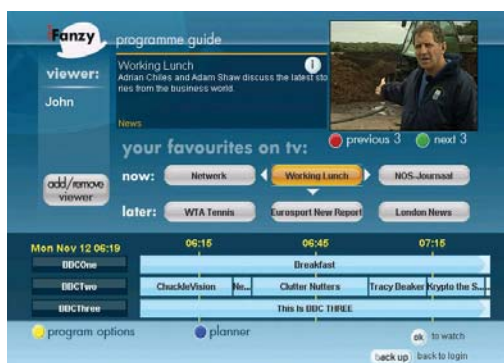 iFanzy
programme guide
viewer:
John
add/remove
viewer
Working Lunch
i
Adrian Chiles and Adam Shaw discuss the latest sto
ries from the business world.
News
previous 3
next 3
your favourites on tv:
now:
Network
Working Lunch
NOS-Journaal
later:
WTA Tennis
Eurosport New Report
London News
Mon Nov 12 06:19
06:15
06:45
07:15
BBCOne
Breakfast
BBCTwo
ChuckleVision
Ne...
Clutter Nutters
Tracy Beaker
Krypto the S...
BBCThree
This Is BBC THREE
program options
planner
ok to watch
back up back to login